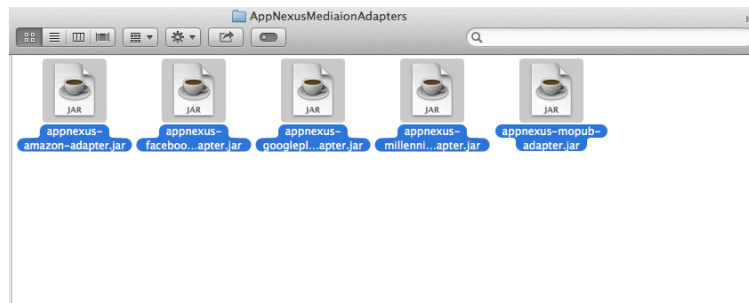 AppNexusMediaionAdapters
JAR JAR JAR JAR JAR
appnexus- appnexus- appnexus- appnexus- appnexus-mopub-
amazon-adapter.jar faceboo...apter.jar googlepl...apter.jar millenni...apter.jar adapter.jar